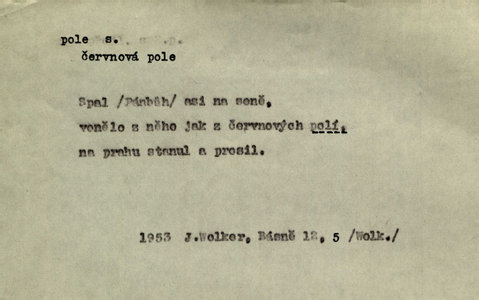 pole s.
červnová pole
Spal /Pánběh/ asi na seně,
vonělo z něho jak z červnových polí,
na prahu stanul a prosil.
1953 J.Wolker, Básně 12, 5 /Wolk./